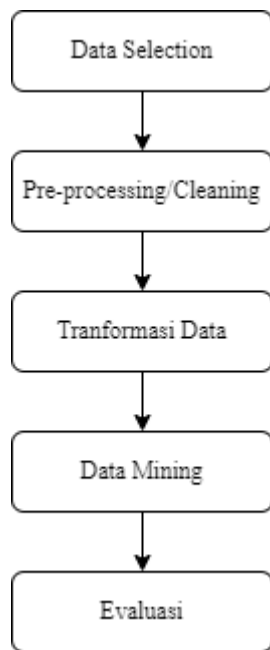 Data Selection
Pre-processing/Cleaning
Tranformasi Data
Data Mining
Evaluasi